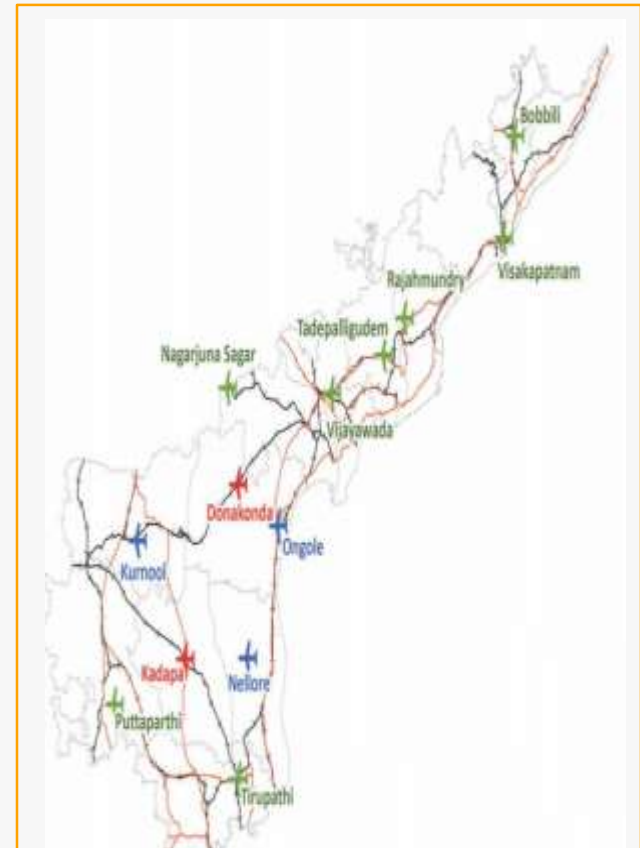 Bobbili
Visakapatnam
Rajahmundry
Tadepalligudem
Nagarjuna Sagar
Vijayawada
Donakonda
Ongole
Kurnool
Kadapa
Nellore
Puttaparthi
Tirupathi